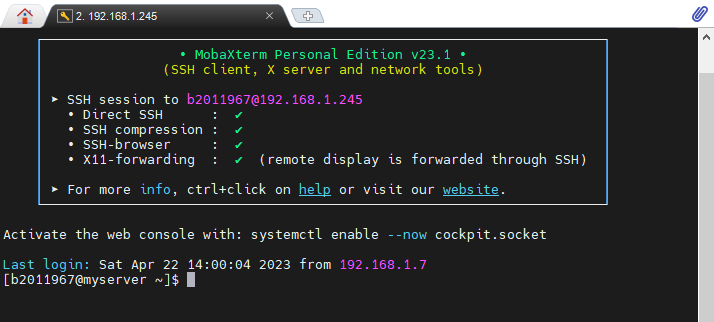 2. 192.168.1.245
• MobaXterm Personal Edition v23.1 •
(SSH client, X server and network tools)
➤ SSH session to b2011967@192.168.1.245
• Direct SSH : ✔
• SSH compression : ✔
• SSH-browser : ✔
• X11-forwarding : ✔ (remote display is forwarded through SSH)
➤ For more info, ctrl+click on help or visit our website.
Activate the web console with: systemctl enable --now cockpit.socket
Last login: Sat Apr 22 14:00:04 2023 from 192.168.1.7
[b2011967@myserver ~]$